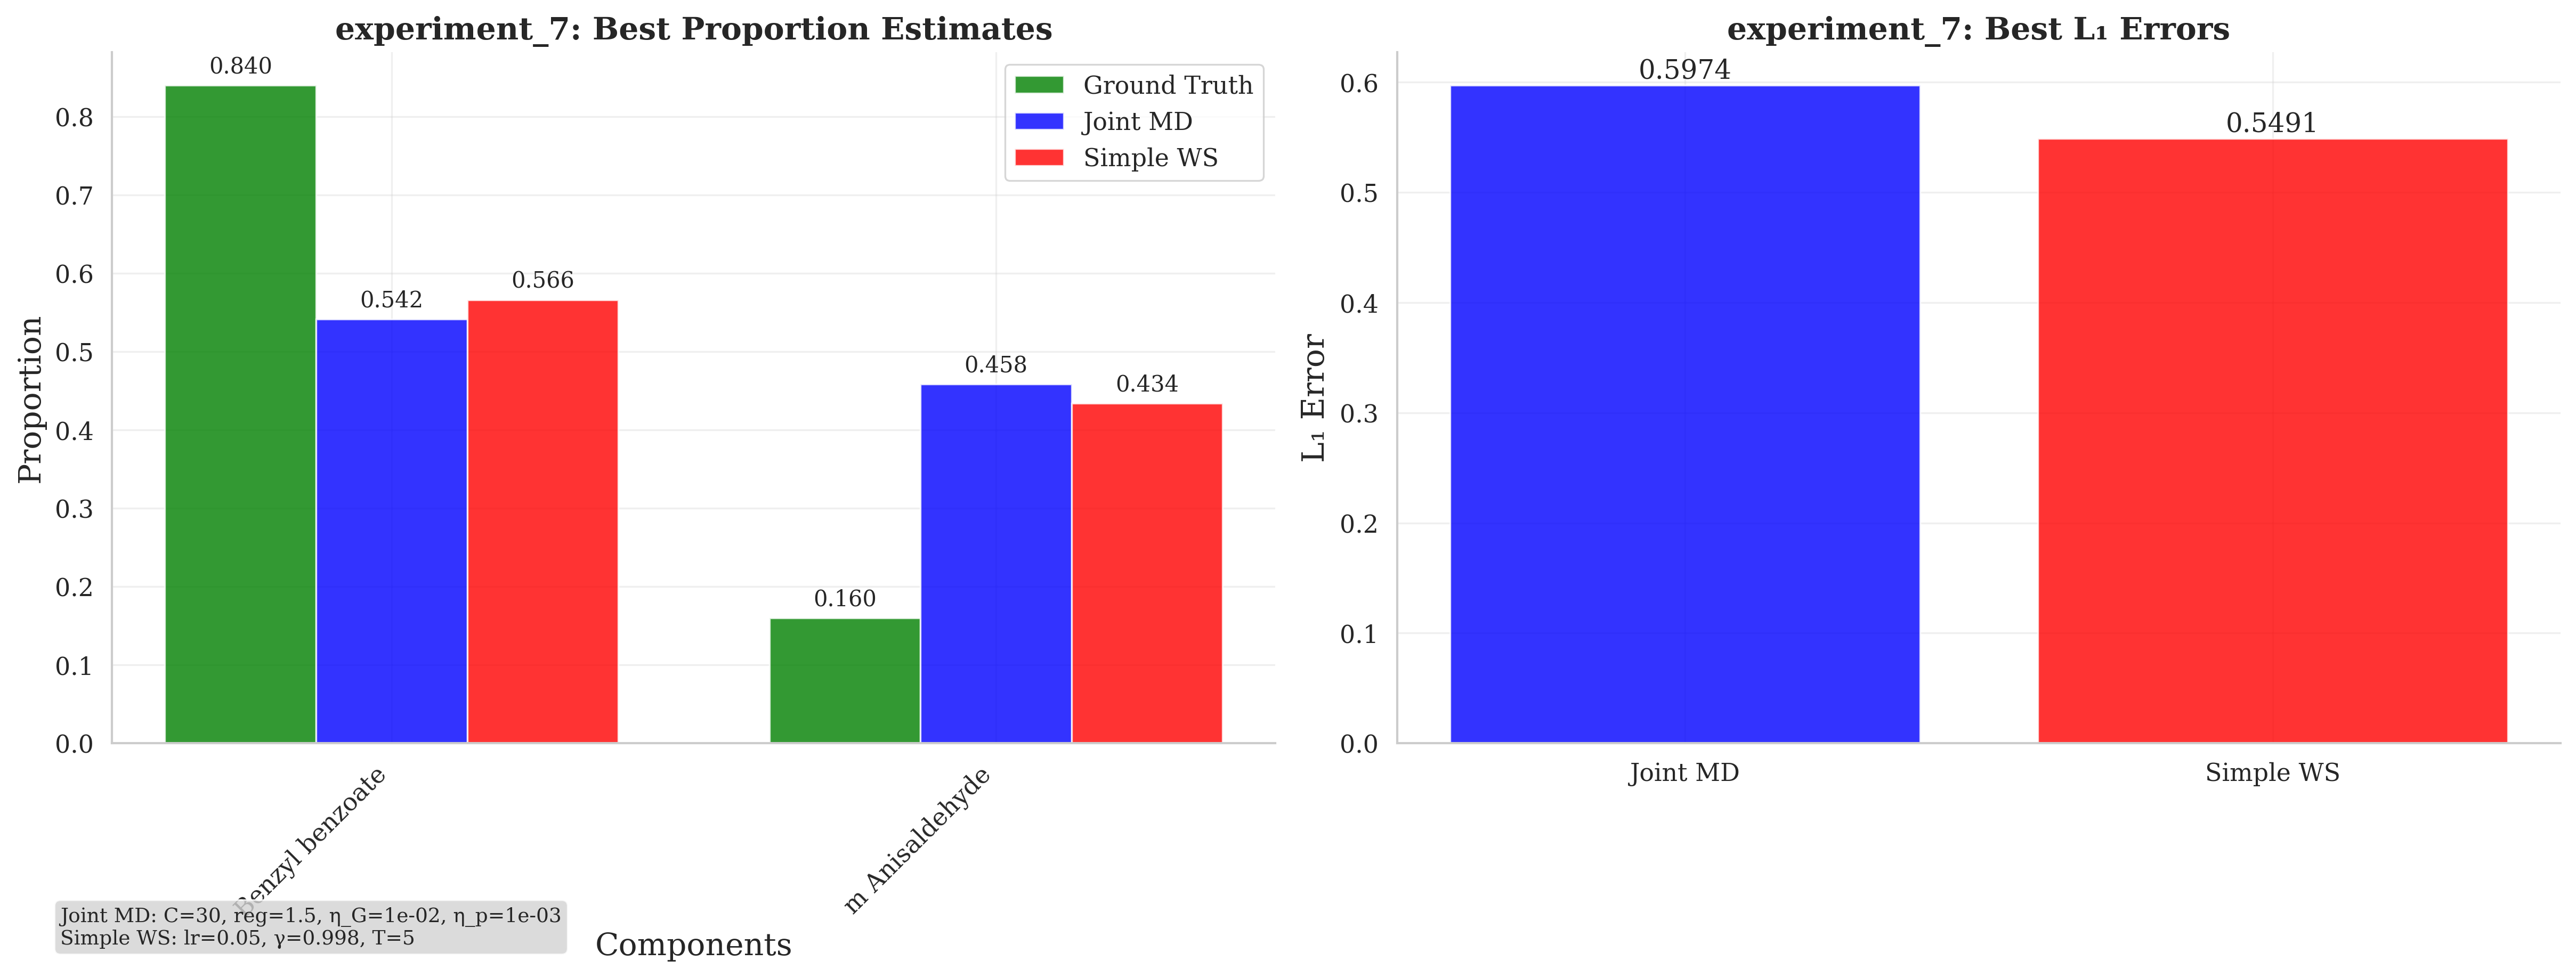 experiment_7: Best Proportion Estimates
0.840
0.542
0.566
0.160
0.458
0.434
Ground Truth
Joint MD
Simple WS
Proportion
0.8
0.7
0.6
0.5
0.4
0.3
0.2
0.1
0.0
Benzyl benzoate
m Anisaldehyde
Components
Joint MD: C=30, reg=1.5, η_G=1e-02, η_p=1e-03
Simple WS: lr=0.05, γ=0.998, T=5
experiment_7: Best L₁ Errors
0.5974
0.5491
L₁ Error
0.6
0.5
0.4
0.3
0.2
0.1
0.0
Joint MD
Simple WS